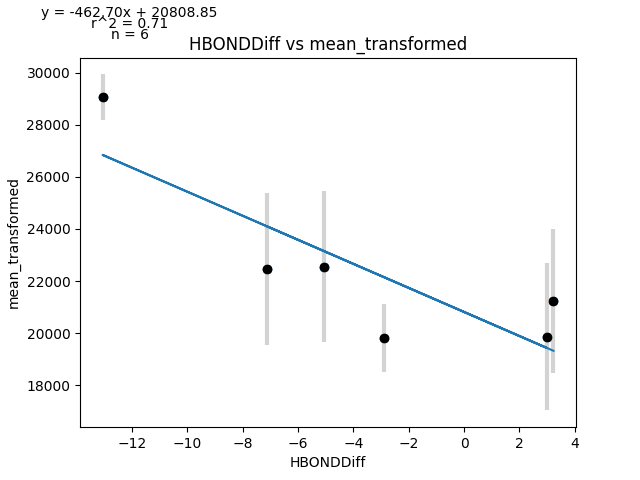 y = -462.70x + 20808.85
r^2 = 0.71
n = 6
HBONDDiff vs mean_transformed
30000
28000
26000
24000
22000
20000
18000
mean_transformed
−12 −10 −8 −6 −4 −2 0 2 4
HBONDDiff